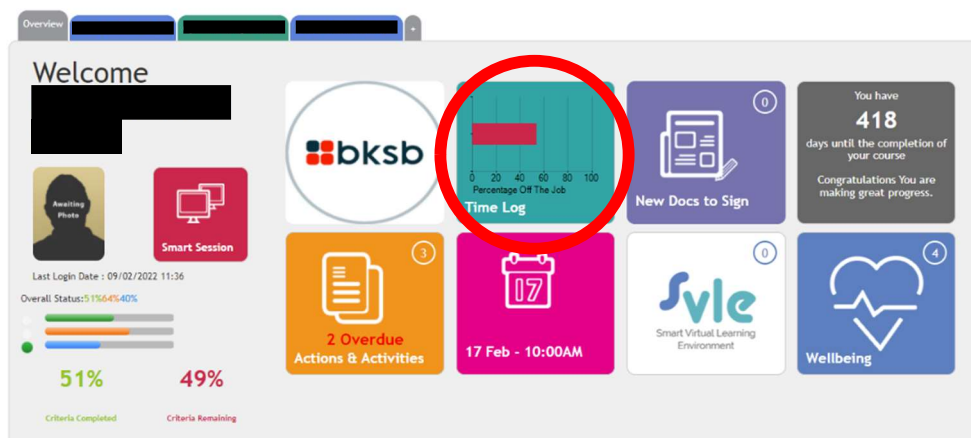 Overview
+
Welcome
Awaiting
Photo
Smart Session
Last Login Date : 09/02/2022 11:36
Overall Status:51%64%40%
51%
49%
Criteria Completed
Criteria Remaining
bksb
0 20 40 60 80 100
Percentage Off The Job
Time Log
0
New Docs to Sign
You have
418
days until the completion of
your course
Congratulations You are
making great progress.
3
2 Overdue
Actions & Activities
17
17 Feb - 10:00AM
0
Svle
Smart Virtual Learning
Environment
4
Wellbeing